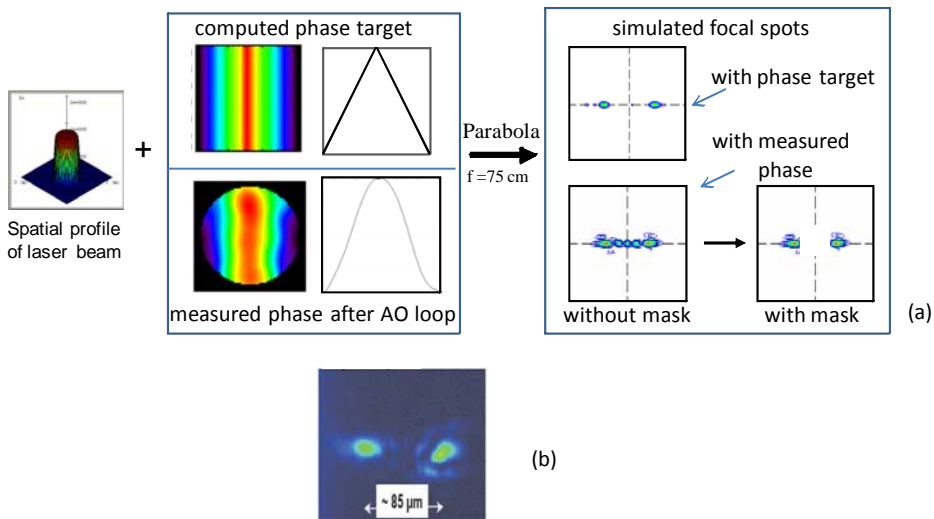 computed phase target
simulated focal spots
with phase target
Parabola
f =75 cm
with measured
phase
Spatial profile
of laser beam
+
measured phase after AO loop
without mask
with mask
(a)
(b)
~ 85 µm